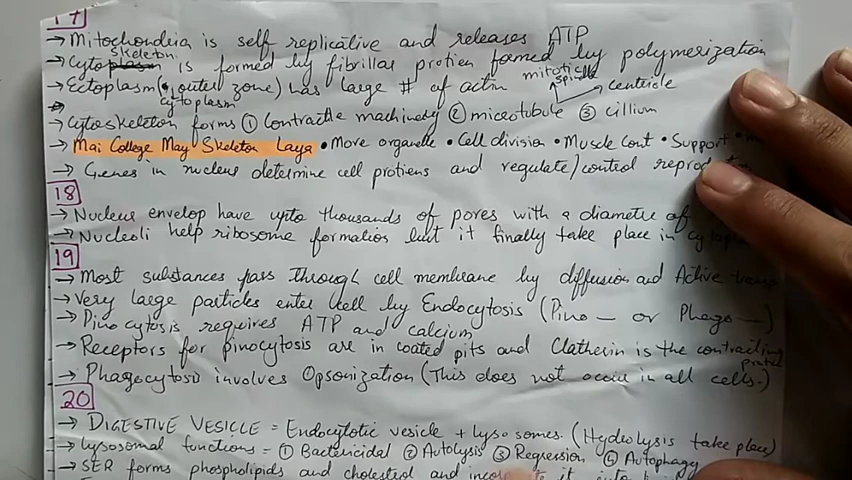 17
→ Mitochondria is self replicative and releases ATP
→ Cytoskeleton is formed by fibrillar protien formed by polymerization
→ Ectoplasm (outer zone) has large # of actin mitotic spindle centriole
cytoplasm
→ Cytoskeleton forms ① Contractile machinery ② microtubule ③ cillium
→ Mai College May Skeleton Laya • More organelle • Cell division • Muscle Cont • Support
→ Genes in nucleus determine cell protiens and regulate/control
18
→ Nucleus envelop have upto thousands of pores with a diametre of
→ Nucleoli help ribosome formation but it finally take place in
19
→ Most substances pass through cell membrane by diffusion and Active
→ Very large particles enter cell by Endocytosis (Pino — or Phago —)
→ Pinocytosis requires ATP and calcium
→ Receptors for pinocytosis are in coated pits and Clatherin is the contractling protein
→ Phagocytosis involves Opsonization (This does not occur in all cells.)
20
→ DIGESTIVE VESICLE = Endocytotic vesicle + lysosomes. (Hydrolysis take place)
→ Lysosomal functions = ① Bactericidal ② Autolysis ③ Regression ④ Autophagy
→ SER forms phospholipids and cholesterol and